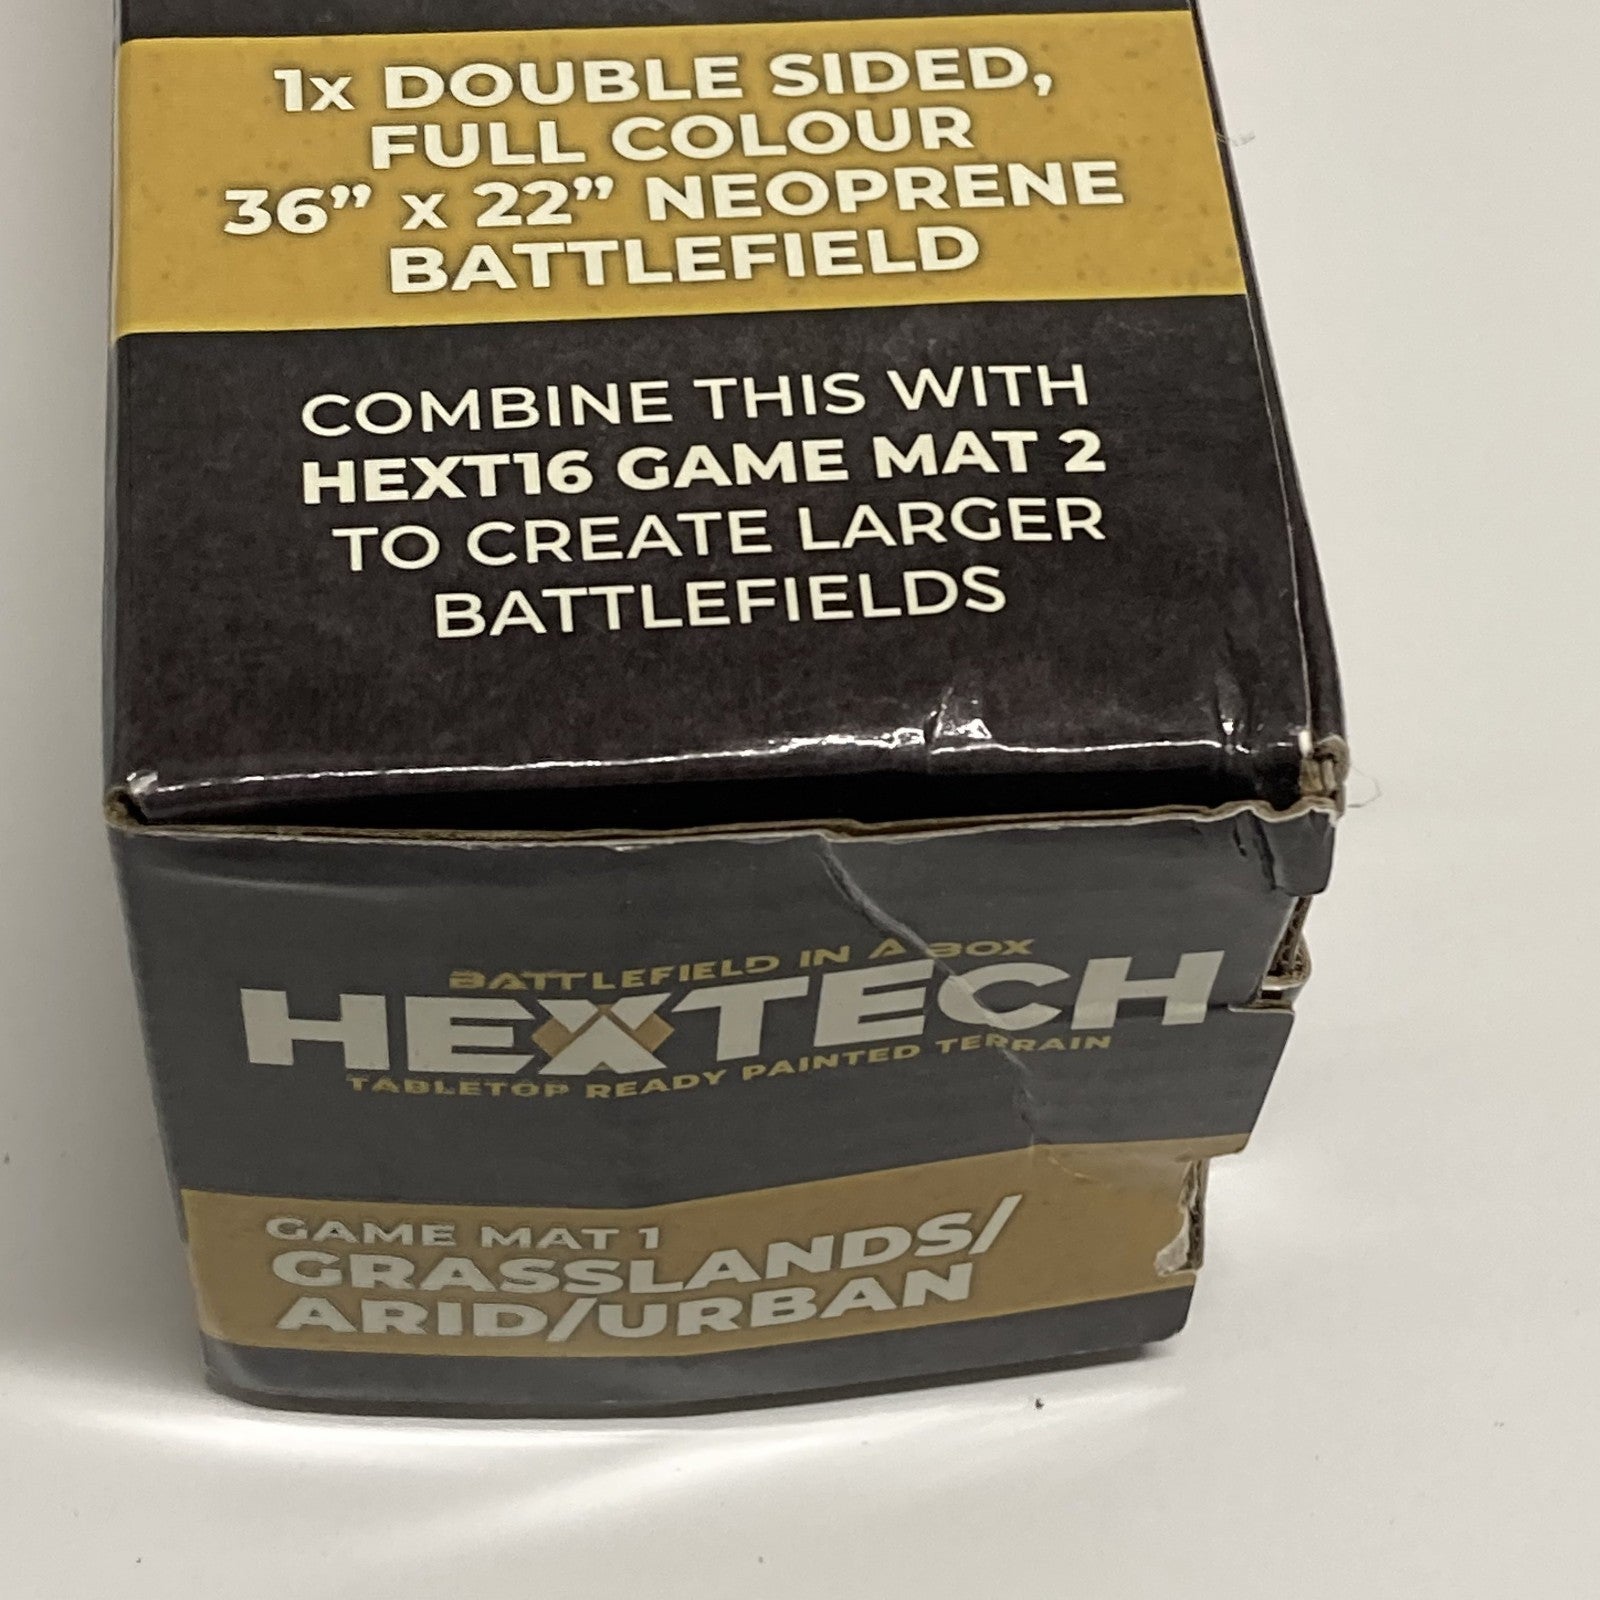 1x DOUBLE SIDED,
FULL COLOUR
36” x 22” NEOPRENE
BATTLEFIELD
COMBINE THIS WITH
HEXT16 GAME MAT 2
TO CREATE LARGER
BATTLEFIELDS
BATTLEFIELD IN A BOX
HEXTECH
TABLETOP READY PAINTED TERRAIN
GAME MAT 1
GRASSLANDS/
ARID/URBAN